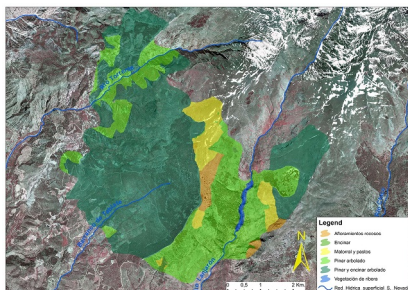 Legend
Afloramientos rocosos
Encinar
Matorral y pastos
Pinar arbolado
Pinar y encinar arbolado
Vegetación de ribera
Red Hídrica superficial S. Nevada
0 0,5 1 2 Km.